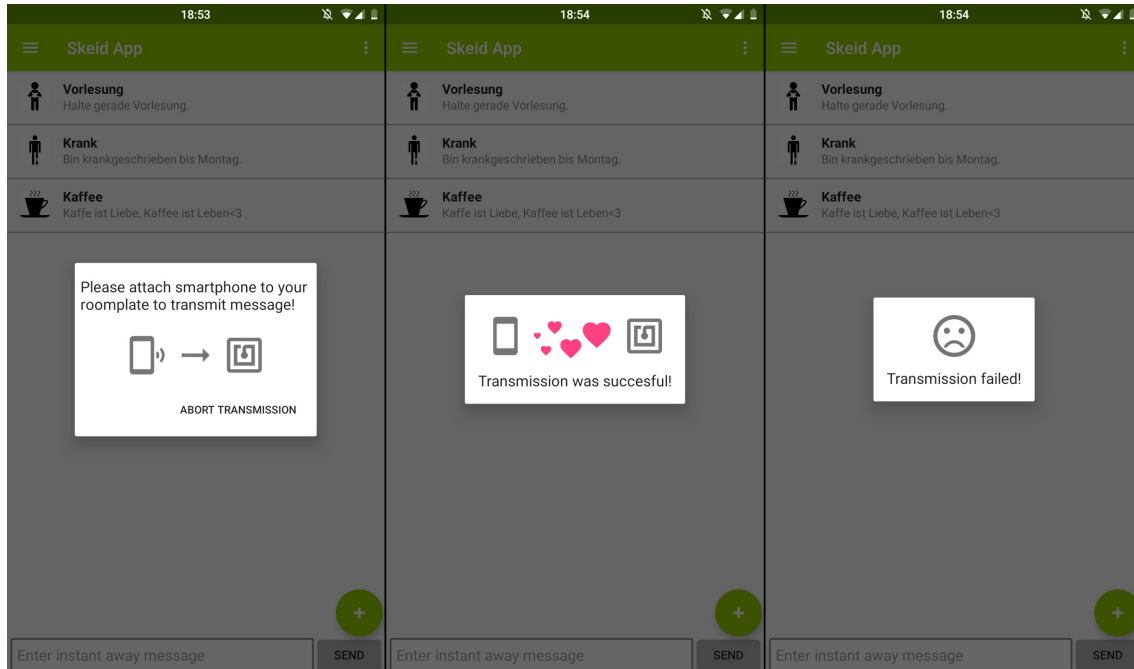 18:53
Skeid App
Vorlesung
Halte gerade Vorlesung.
Krank
Bin krankgeschrieben bis Montag.
Kaffee
Kaffe ist Liebe, Kaffee ist Leben<3
Please attach smartphone to your
roomplate to transmit message!
ABORT TRANSMISSION
Enter instant away message
SEND
18:54
Skeid App
Vorlesung
Halte gerade Vorlesung.
Krank
Bin krankgeschrieben bis Montag.
Kaffee
Kaffe ist Liebe, Kaffee ist Leben<3
Transmission was succesful!
Enter instant away message
SEND
18:54
Skeid App
Vorlesung
Halte gerade Vorlesung.
Krank
Bin krankgeschrieben bis Montag.
Kaffee
Kaffe ist Liebe, Kaffee ist Leben<3
Transmission failed!
Enter instant away message
SEND